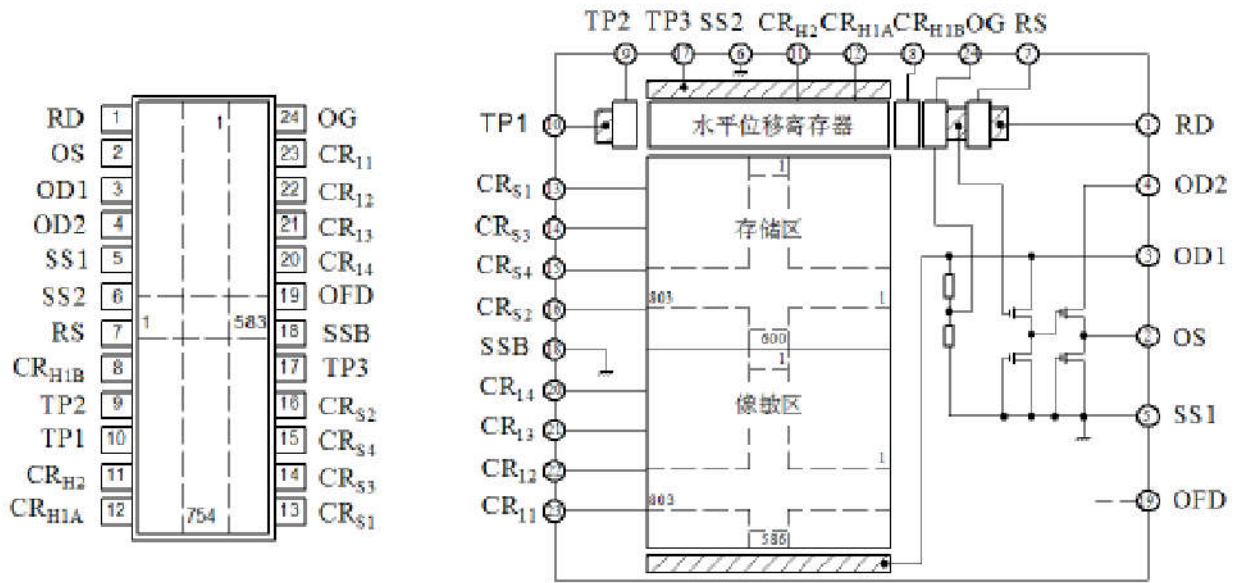 TP2 TP3 SS2 CRH2 CRH1A CRH1B OG RS
9 17 6 11 12 8 24 7
RD 1 1 24 OG
OS 2 23 CR11
OD1 3 22 CR12
OD2 4 21 CR13
SS1 5 20 CR14
SS2 6 19 OFD
1 583
RS 7 18 SSB
CRH1B 8 17 TP3
TP2 9 16 CRS2
TP1 10 15 CRS4
CRH2 11 14 CRS3
CRH1A 12 754 13 CRS1
TP1 10 水平位移寄存器 1 RD
1
CRS1 13 4 OD2
CRS3 14 存储区
CRS4 15 3 OD1
803 1
CRS2 16
600 2 OS
SSB 18
1
CR14 20 像敏区 5 SS1
CR13 21
1
CR12 22
803 OFD
CR11 23
586